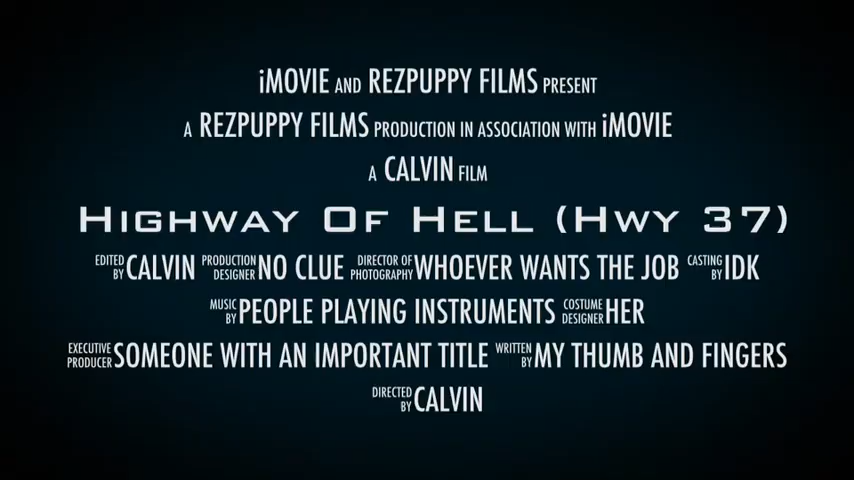 iMOVIE AND REZPUPPY FILMS PRESENT
A REZPUPPY FILMS PRODUCTION IN ASSOCIATION WITH iMOVIE
A CALVIN FILM
HIGHWAY OF HELL (HWY 37)
EDITED BY CALVIN PRODUCTION DESIGNER NO CLUE DIRECTOR OF PHOTOGRAPHY WHOEVER WANTS THE JOB CASTING BY IDK
MUSIC BY PEOPLE PLAYING INSTRUMENTS COSTUME DESIGNER HER
EXECUTIVE PRODUCER SOMEONE WITH AN IMPORTANT TITLE WRITTEN BY MY THUMB AND FINGERS
DIRECTED BY CALVIN